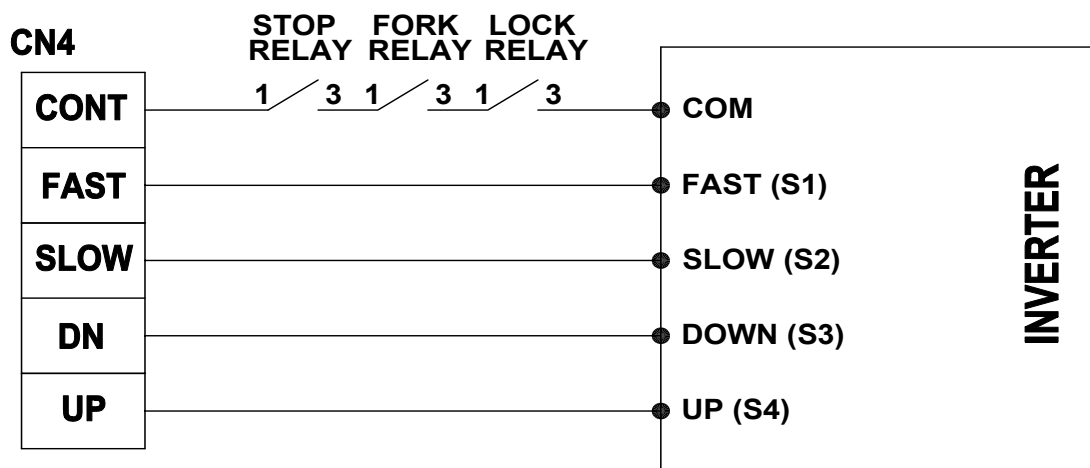 CN4
STOP RELAY
FORK RELAY
LOCK RELAY
CONT
1 3 1 3 1 3
COM
FAST
FAST (S1)
SLOW
SLOW (S2)
DN
DOWN (S3)
UP
UP (S4)
INVERTER